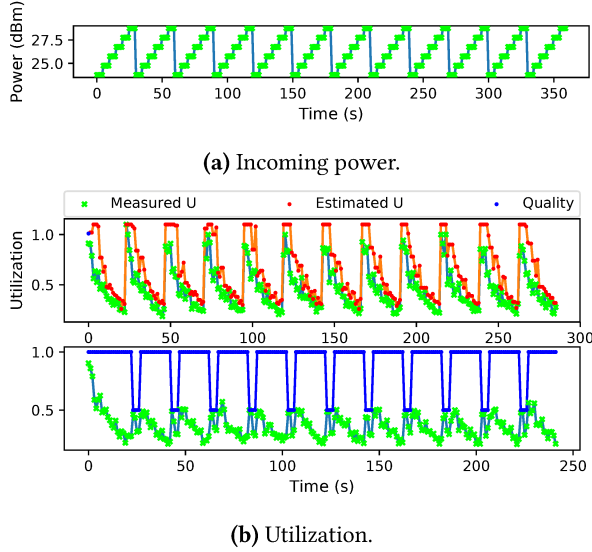 Power (dBm)
27.5
25.0
0 50 100 150 200 250 300 350
Time (s)
(a) Incoming power.
Measured U Estimated U Quality
Utilization
1.0
0.5
0 50 100 150 200 250 300
1.0
0.5
0 50 100 150 200 250
Time (s)
(b) Utilization.